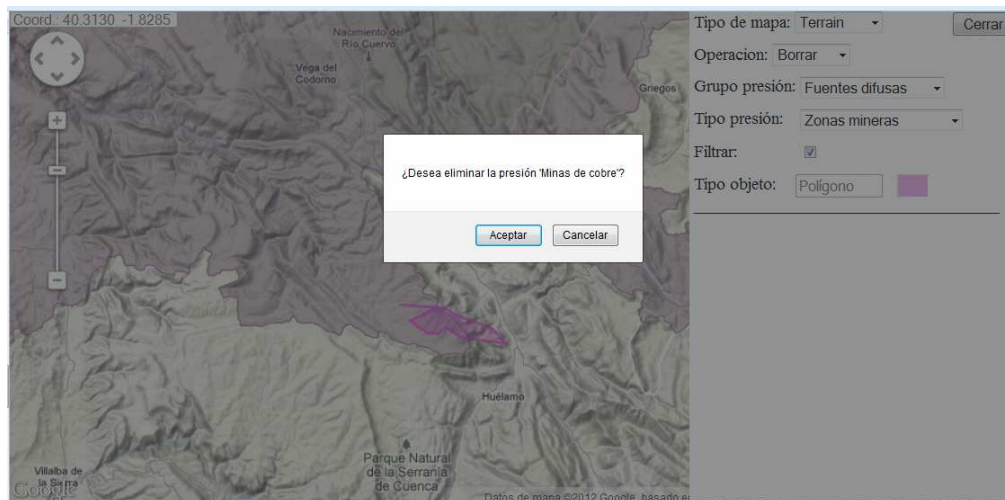 Coord.: 40.3130 -1.8285
Nacimiento del
Río Cuervo
Vega del
Codorno
Griegos
¿Desea eliminar la presión 'Minas de cobre'?
Aceptar
Cancelar
Huélamo
Parque Natural
de la Serranía
de Cuenca
Villalba de
la Sierra
Google
Datos de mapa ©2012 Google, basado en
Tipo de mapa: Terrain
Cerrar
Operacion: Borrar
Grupo presión: Fuentes difusas
Tipo presión: Zonas mineras
Filtrar:
Tipo objeto: Polígono